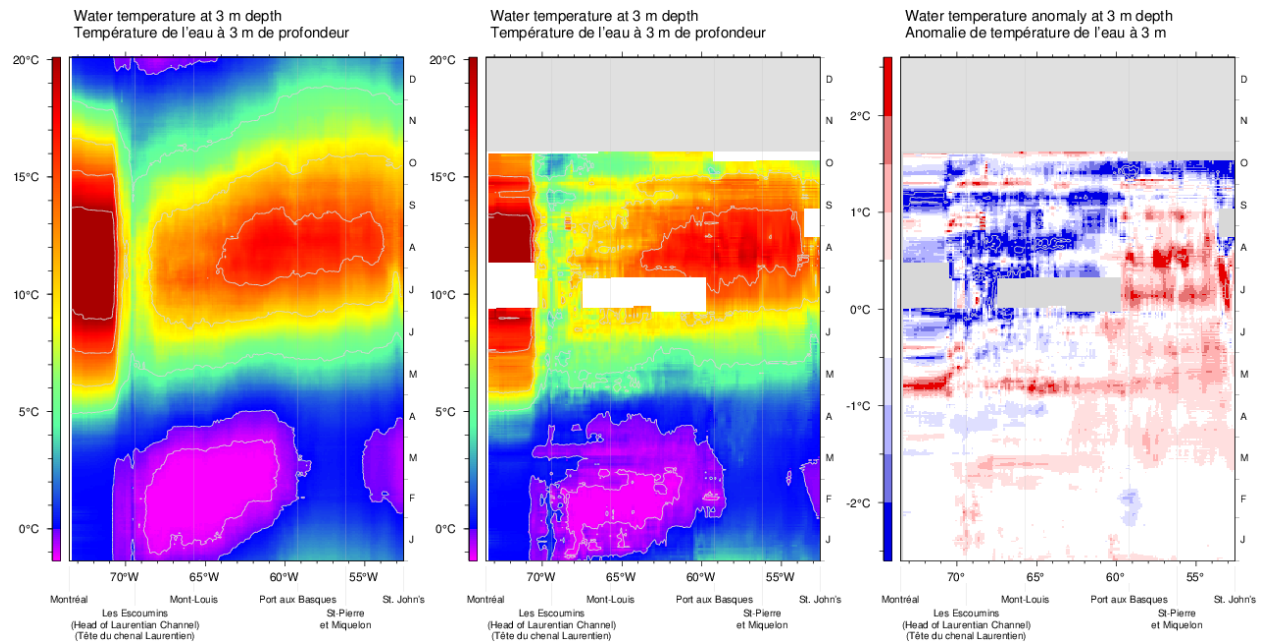 Water temperature at 3 m depth
Température de l'eau à 3 m de profondeur
20°C
15°C
10°C
5°C
0°C
D
N
O
S
A
J
J
M
A
M
F
J
70°W
65°W
60°W
55°W
Montréal
Mont-Louis
Port aux Basques
St. John's
Les Escoumins
(Head of Laurentian Channel)
(Tête du chenal Laurentien)
St-Pierre
et Miquelon
Water temperature at 3 m depth
Température de l'eau à 3 m de profondeur
20°C
15°C
10°C
5°C
0°C
D
N
O
S
A
J
J
M
A
M
F
J
70°W
65°W
60°W
55°W
Montréal
Mont-Louis
Port aux Basques
St. John's
Les Escoumins
(Head of Laurentian Channel)
(Tête du chenal Laurentien)
St-Pierre
et Miquelon
Water temperature anomaly at 3 m depth
Anomalie de température de l'eau à 3 m
2°C
1°C
0°C
-1°C
-2°C
D
N
O
S
A
J
J
M
A
M
F
J
70°
65°
60°
55°
Montréal
Mont-Louis
Port aux Basques
St. John's
Les Escoumins
(Head of Laurentian Channel)
(Tête du chenal Laurentien)
St-Pierre
et Miquelon